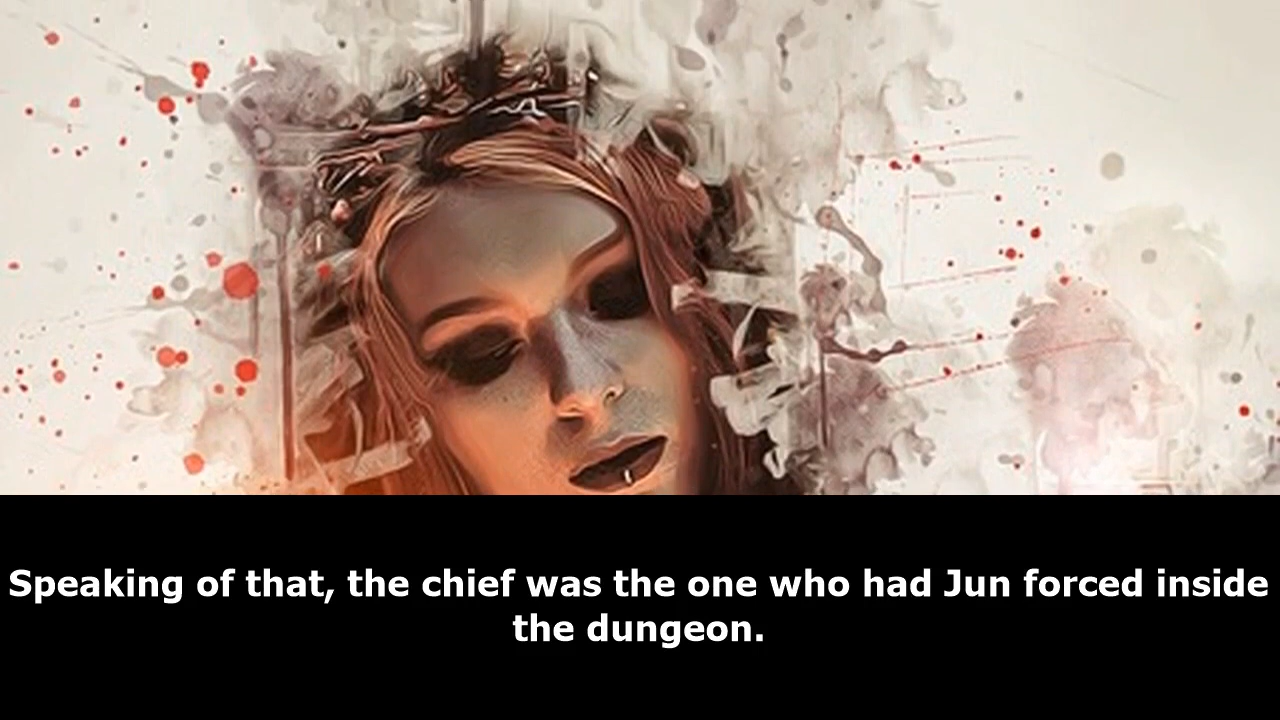 Speaking of that, the chief was the one who had Jun forced inside
the dungeon.